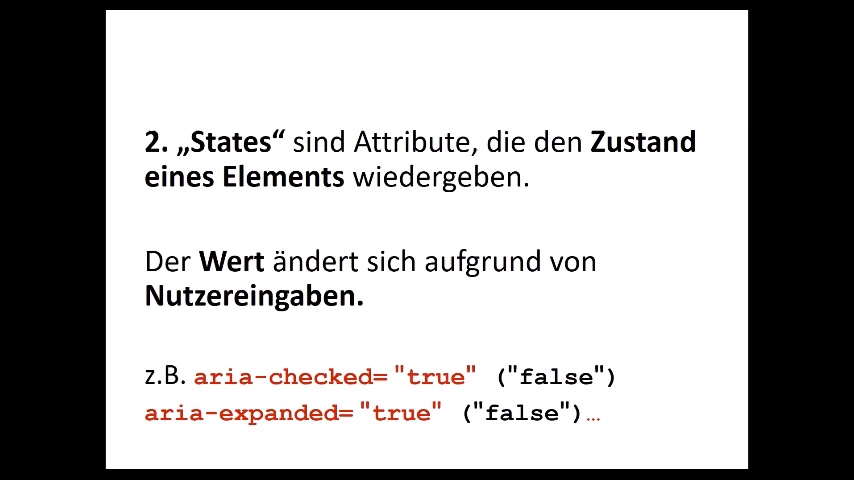 2. „States“ sind Attribute, die den Zustand
eines Elements wiedergeben.
Der Wert ändert sich aufgrund von
Nutzereingaben.
z.B. aria-checked="true" ("false")
aria-expanded="true" ("false")…